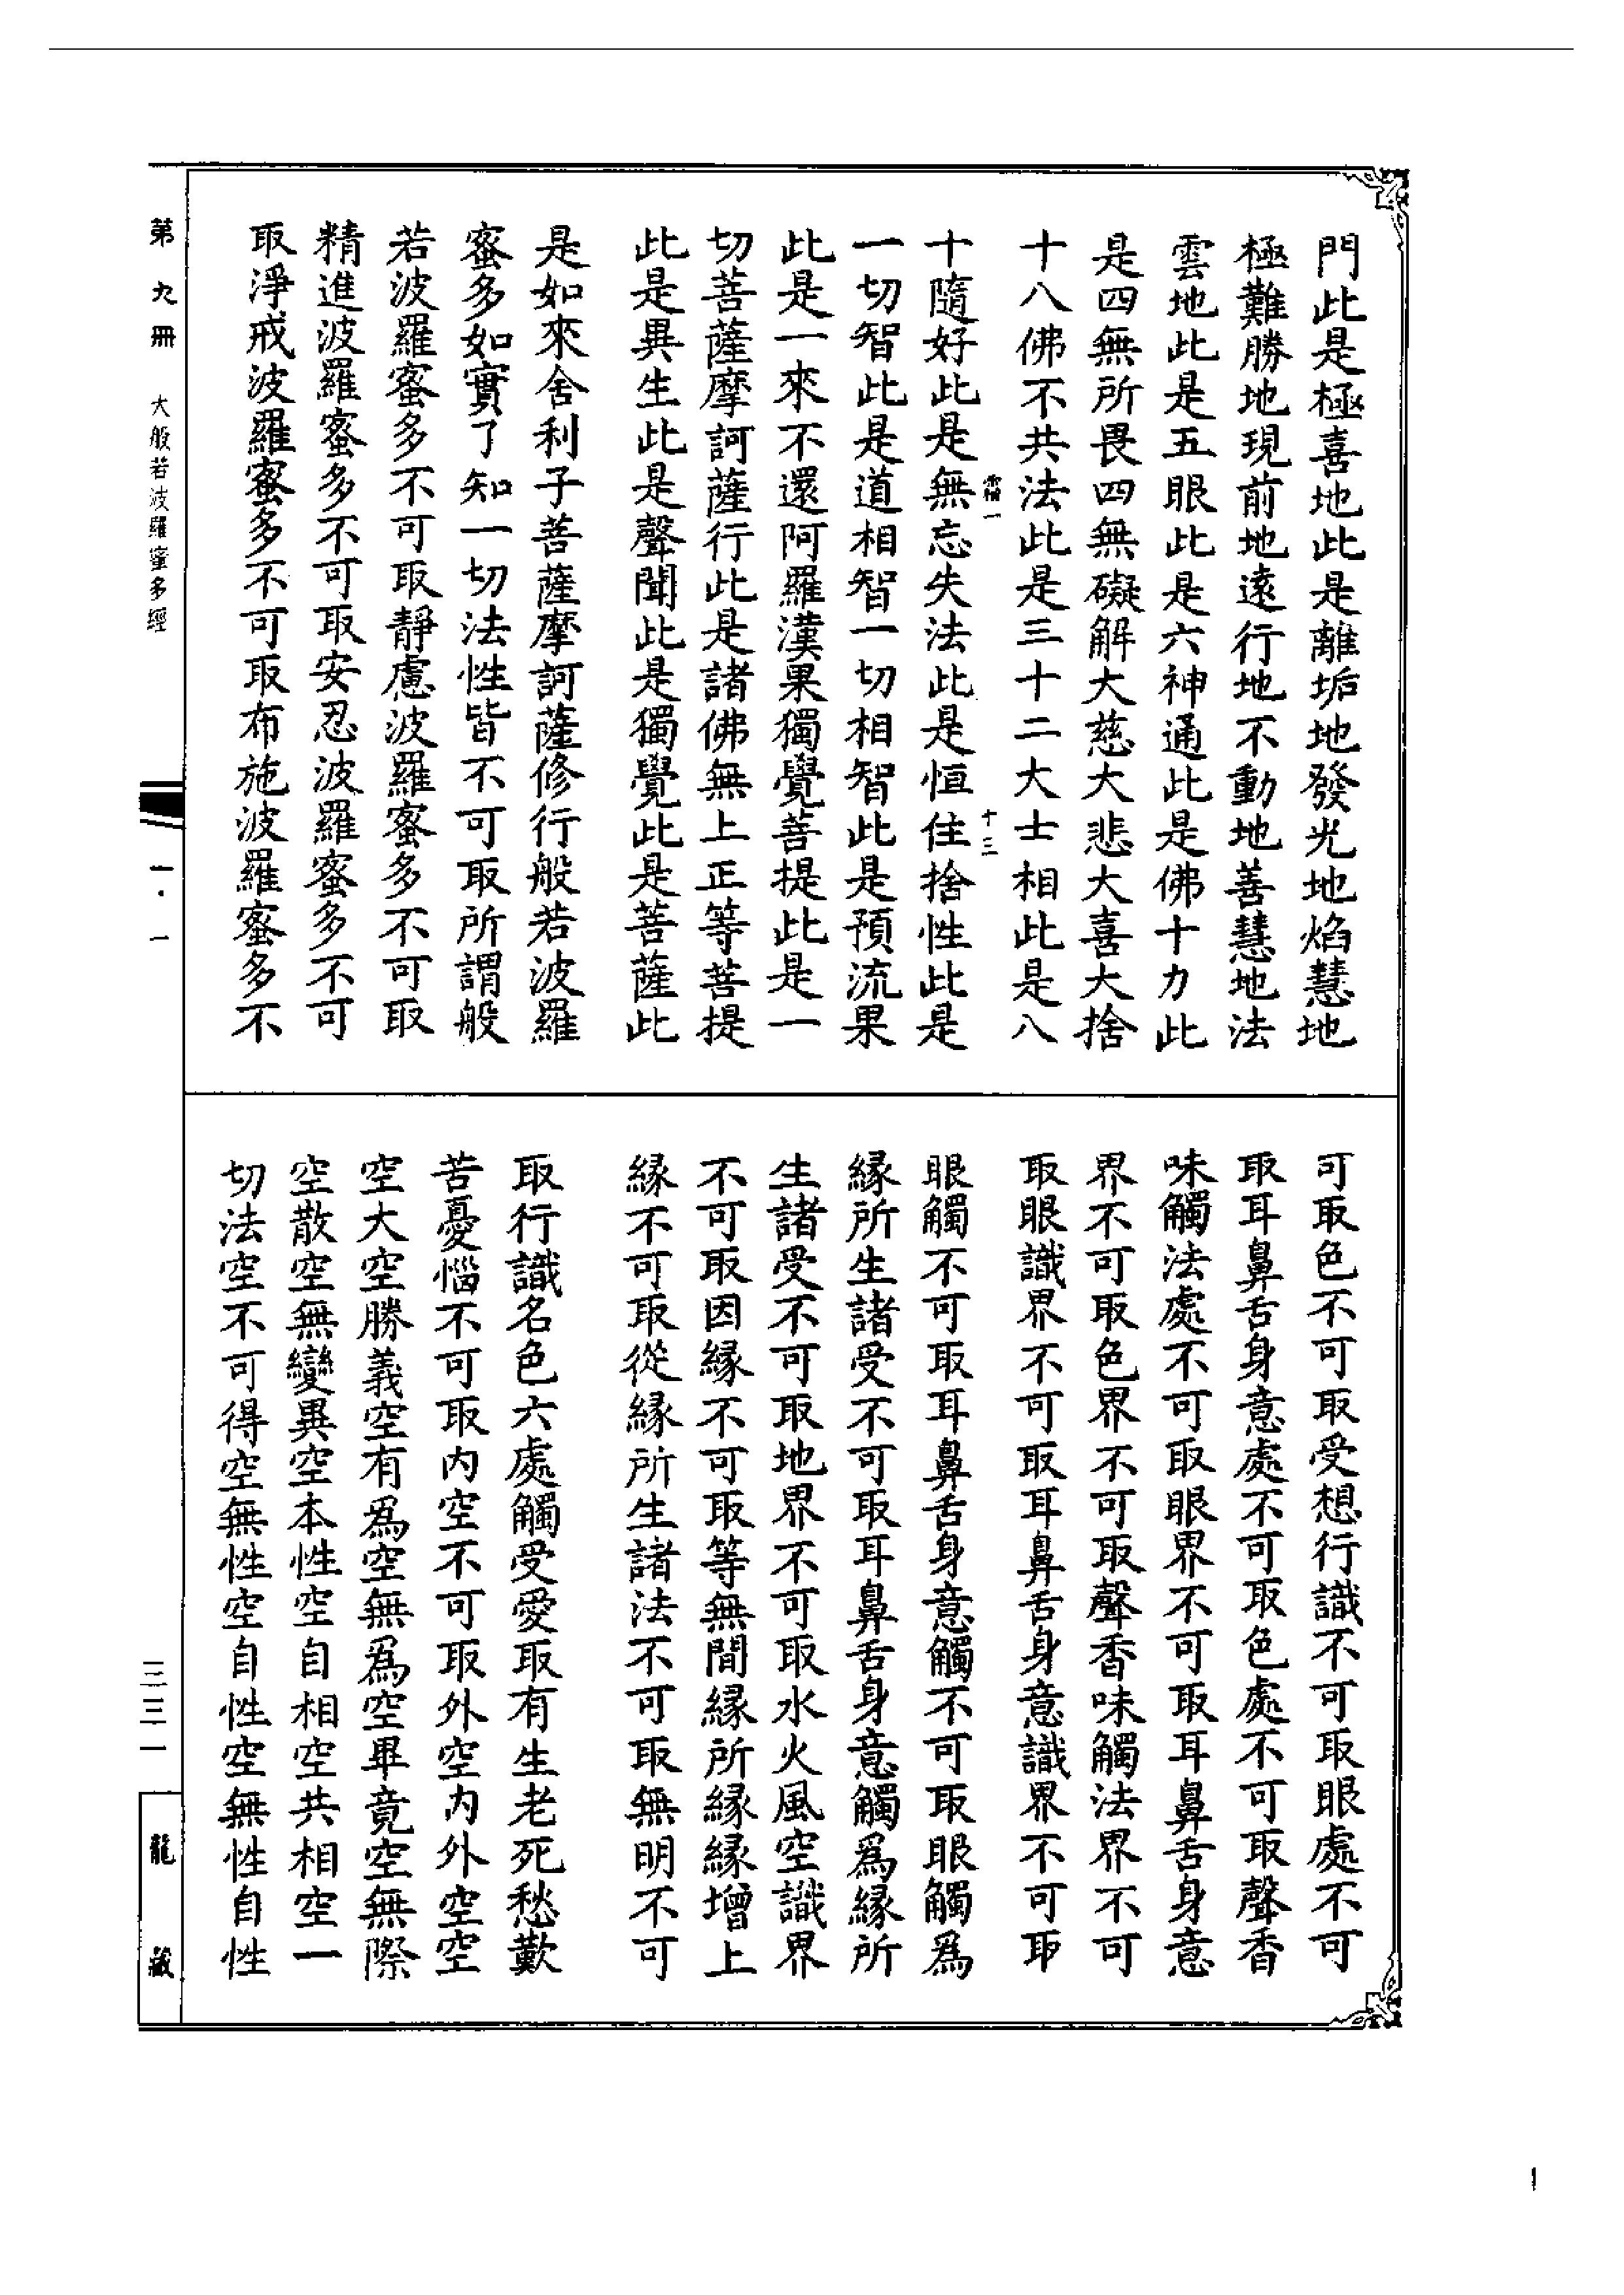 門此是極喜地此是離垢地發光地焰慧地
極難勝地現前地遠行地不動地善慧地法
雲地此是五眼此是六神通此是佛十力此
是四無所畏四無礙解大慈大悲大喜大捨
十八佛不共法此是三十二大士相此是八
十三
十隨好此是無忘失法此是恒住捨性此是
一切智此是道相智一切相智此是預流果
此是一來不還阿羅漢果獨覺菩提此是一
切菩薩摩訶薩行此是諸佛無上正等菩提
此是異生此是聲聞此是獨覺此是菩薩此
是如來舍利子菩薩摩訶薩修行般若波羅
蜜多如實了知一切法性皆不可取所謂般
若波羅蜜多不可取靜慮波羅蜜多不可取
精進波羅蜜多不可取安忍波羅蜜多不可
取淨戒波羅蜜多不可取布施波羅蜜多不
可取色不可取受想行識不可取眼處不可
取耳鼻舌身意處不可取色處不可取聲香
味觸法處不可取眼界不可取耳鼻舌身意
界不可取色界不可取聲香味觸法界不可
取眼識界不可取耳鼻舌身意識界不可取
眼觸不可取耳鼻舌身意觸不可取眼觸爲
緣所生諸受不可取耳鼻舌身意觸爲緣所
生諸受不可取地界不可取水火風空識界
不可取因緣不可取等無間緣所緣緣增上
緣不可取從緣所生諸法不可取無明不可
取行識名色六處觸受愛取有生老死愁歎
苦憂惱不可取內空不可取外空內外空空
空大空勝義空有爲空無爲空畢竟空無際
空散空無變異空本性空自相空共相空一
切法空不可得空無性空自性空無性自性
第九冊 大般若波羅蜜多經 一·一 三三一 龍藏